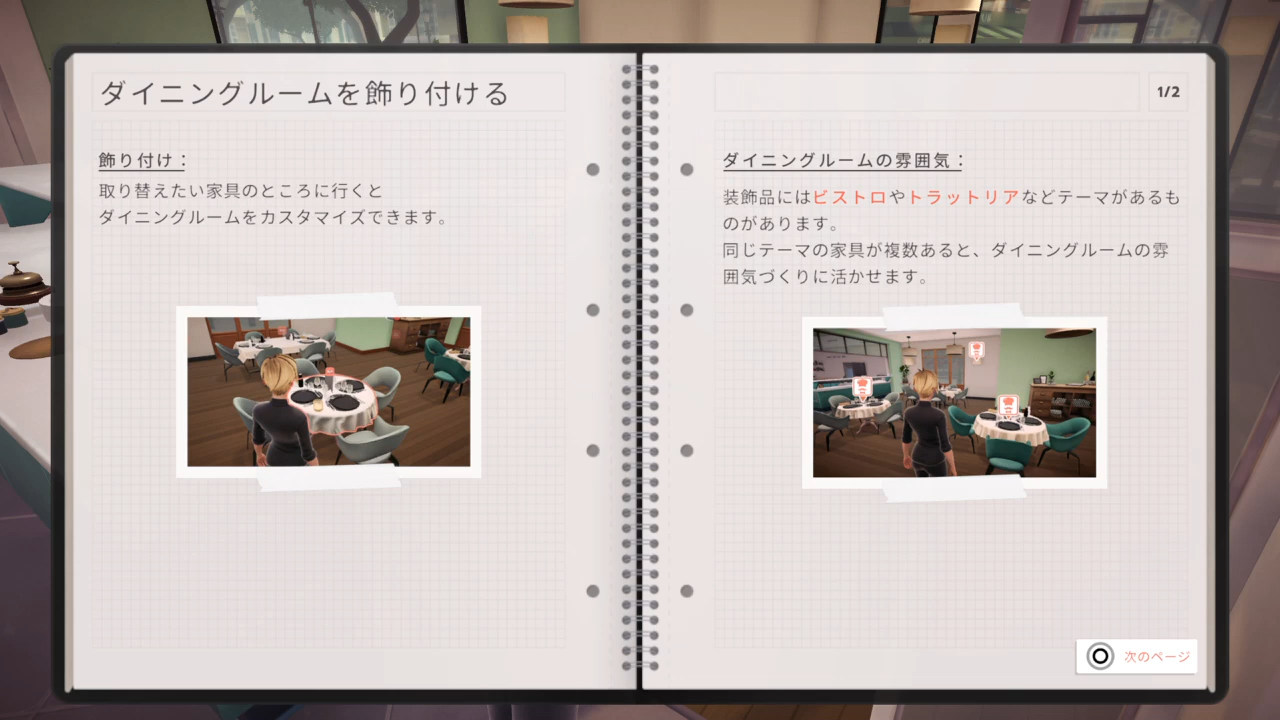 ダイニングルームを飾り付ける
飾り付け：
取り替えたい家具のところに行くと
ダイニングルームをカスタマイズできます。
1/2
ダイニングルームの雰囲気：
装飾品にはビストロやトラットリアなどテーマがあるも
のがあります。
同じテーマの家具が複数あると、ダイニングルームの雰
囲気づくりに活かせます。
次のページ